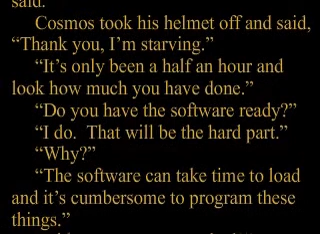 said.
Cosmos took his helmet off and said,
“Thank you, I’m starving.”
“It’s only been a half an hour and
look how much you have done.”
“Do you have the software ready?”
“I do.  That will be the hard part.”
“Why?”
“The software can take time to load
and it’s cumbersome to program these
things.”